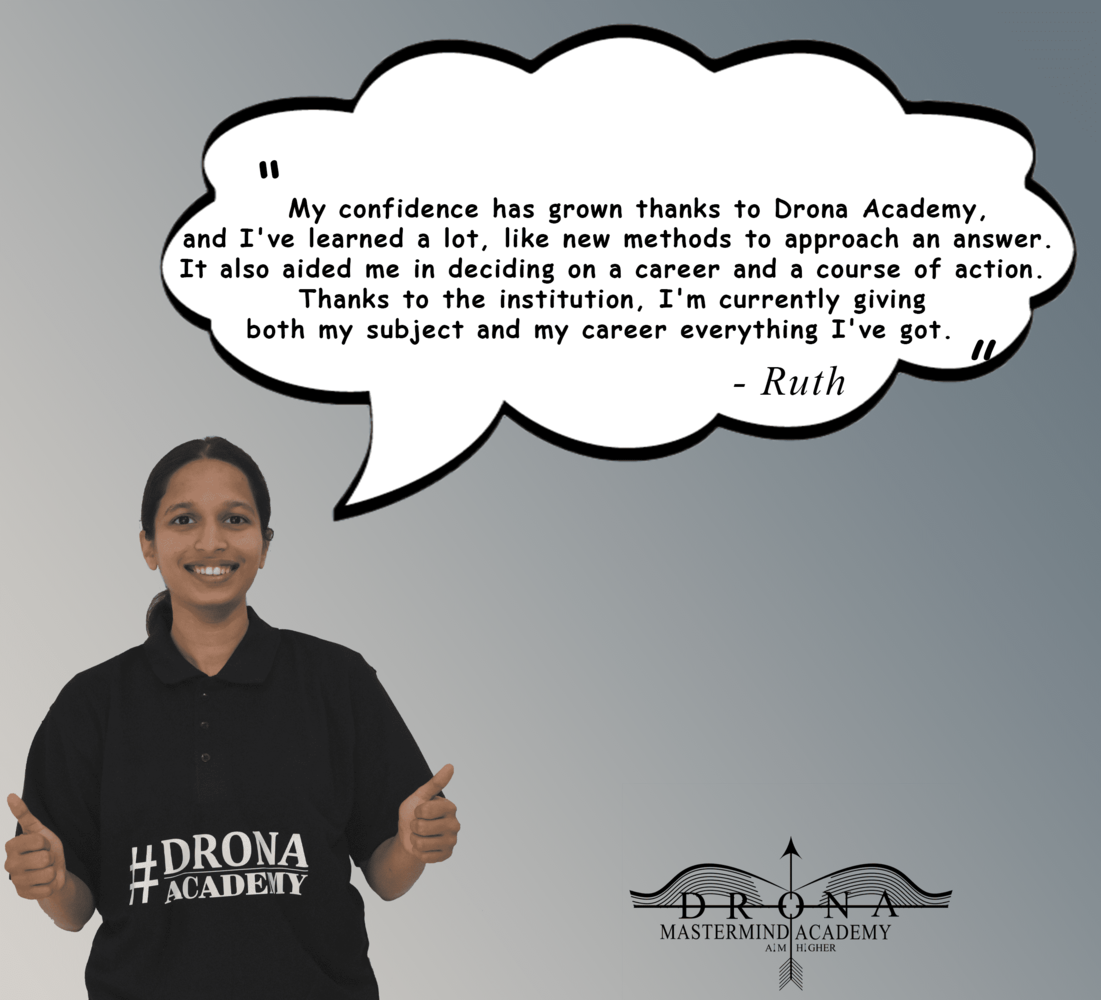 "
My confidence has grown thanks to Drona Academy,
and I've learned a lot, like new methods to approach an answer.
It also aided me in deciding on a career and a course of action.
Thanks to the institution, I'm currently giving
both my subject and my career everything I've got.
"
- Ruth
#DRONA
ACADEMY
DRONA
MASTERMIND ACADEMY
AIM HIGHER